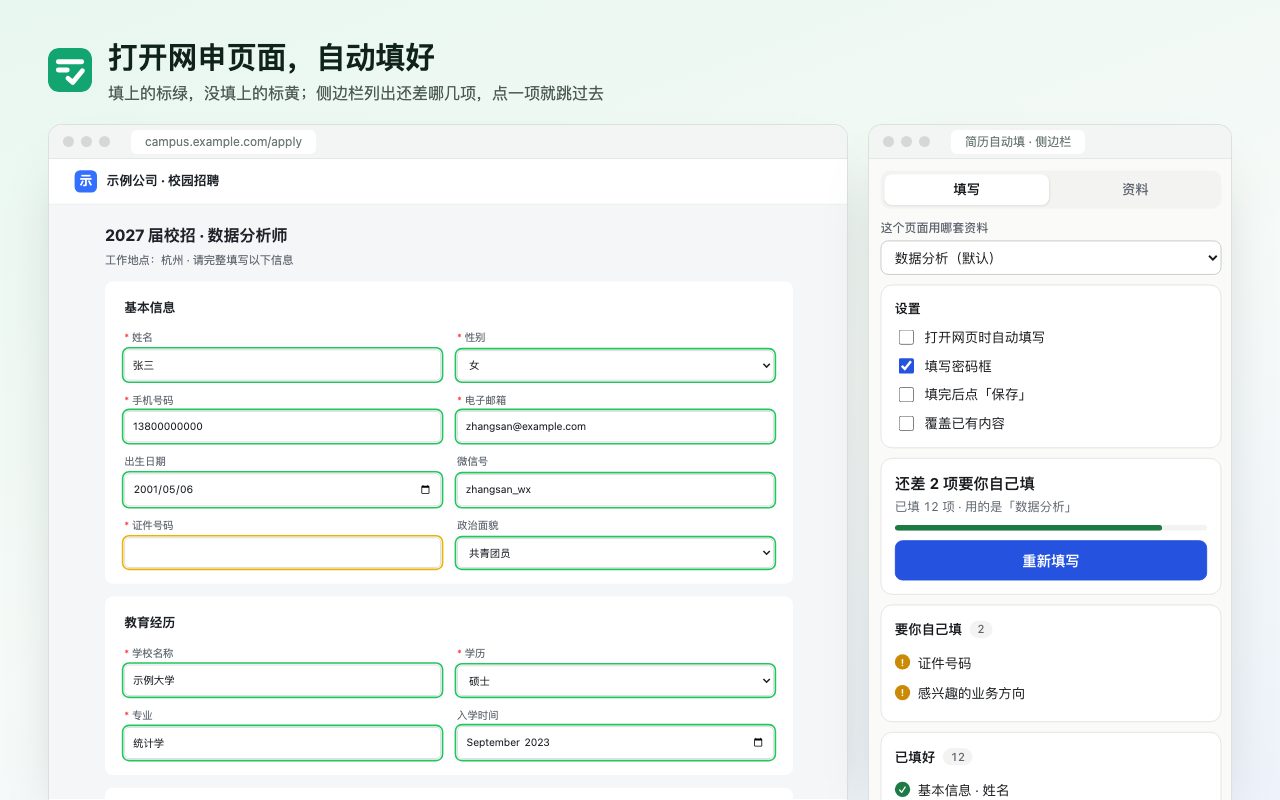 打开网申页面，自动填好
填上的标绿，没填上的标黄；侧边栏列出还差哪几项，点一项就跳过去
campus.example.com/apply
示 示例公司 · 校园招聘
2027 届校招 · 数据分析师
工作地点：杭州 · 请完整填写以下信息
基本信息
* 姓名
张三
* 性别
女
* 手机号码
13800000000
* 电子邮箱
zhangsan@example.com
出生日期
2001/05/06
微信号
zhangsan_wx
* 证件号码
政治面貌
共青团员
教育经历
* 学校名称
示例大学
* 学历
硕士
* 专业
统计学
入学时间
September 2023
简历自动填 · 侧边栏
填写
资料
这个页面用哪套资料
数据分析（默认）
设置
打开网页时自动填写
填写密码框
填完后点「保存」
覆盖已有内容
还差 2 项要你自己填
已填 12 项 · 用的是「数据分析」
重新填写
要你自己填 2
! 证件号码
! 感兴趣的业务方向
已填好 12
基本信息 · 姓名